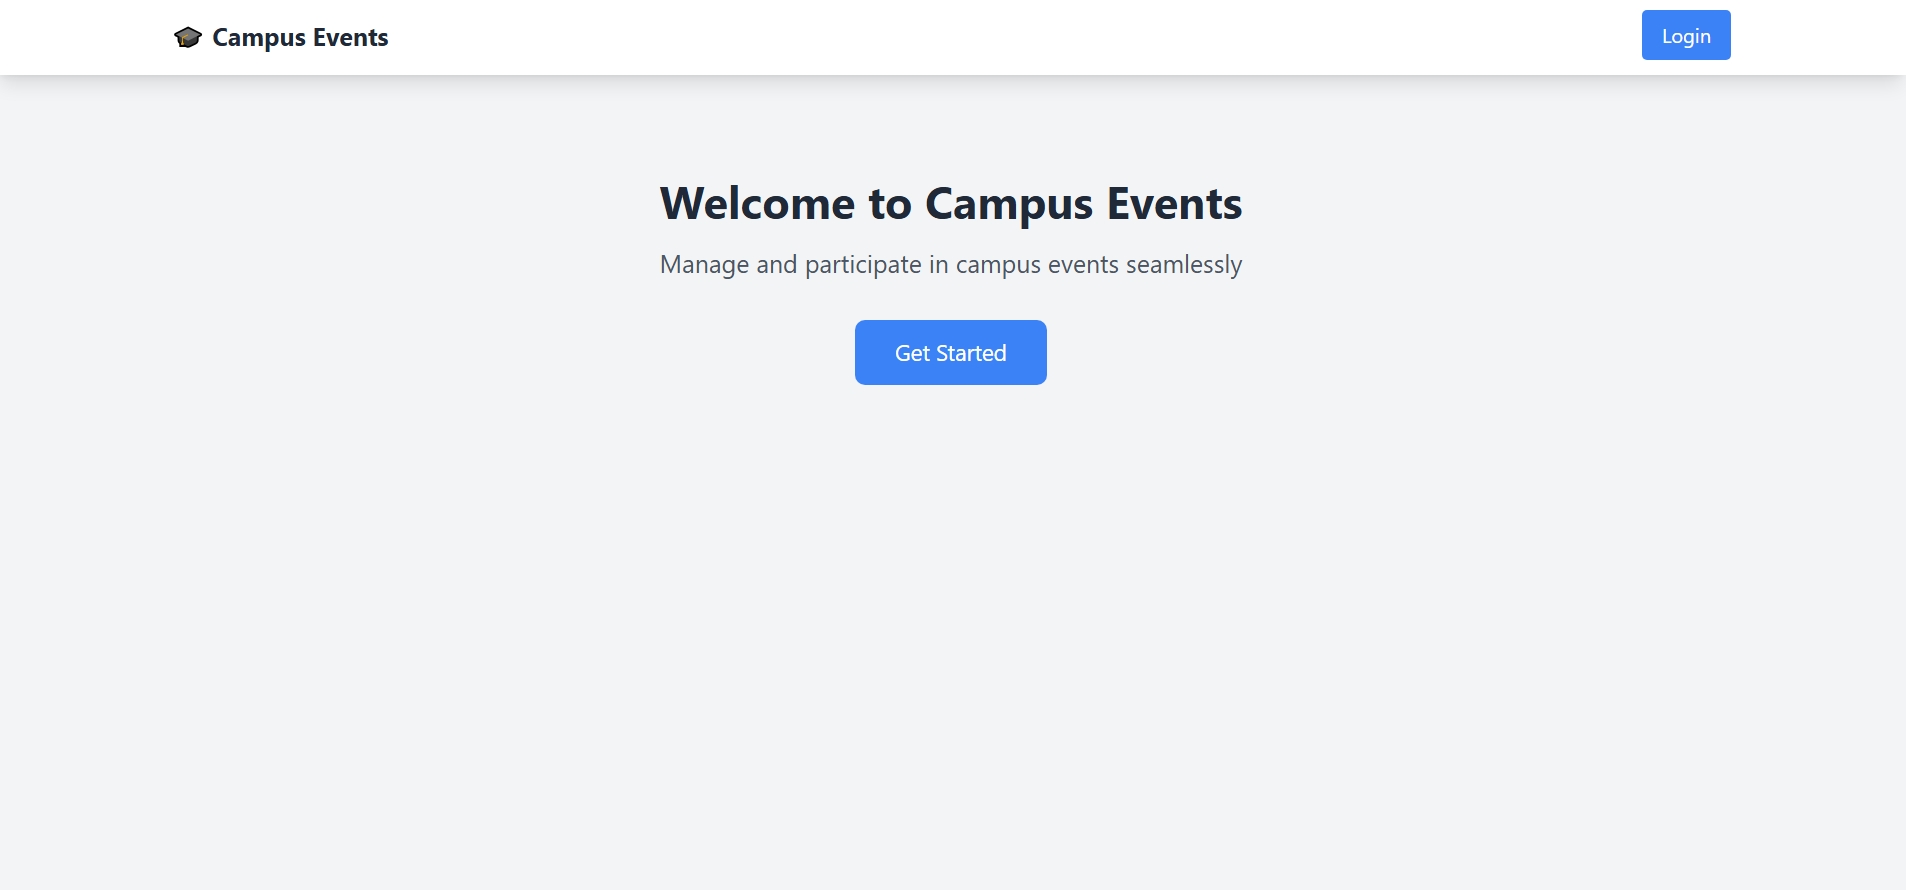 Campus Events
Login
Welcome to Campus Events
Manage and participate in campus events seamlessly
Get Started